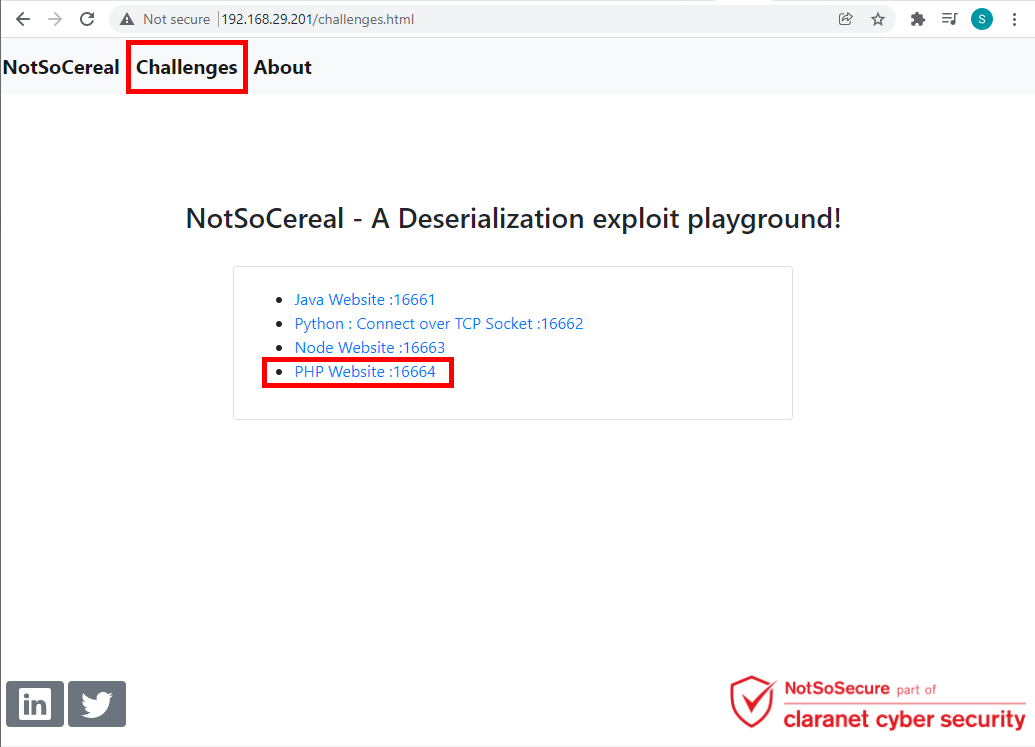 Not secure | 192.168.29.201/challenges.html
S
NotSoCereal Challenges About
NotSoCereal - A Deserialization exploit playground!
Java Website :16661
Python : Connect over TCP Socket :16662
Node Website :16663
PHP Website :16664
in
NotSoSecure part of
claranet cyber security